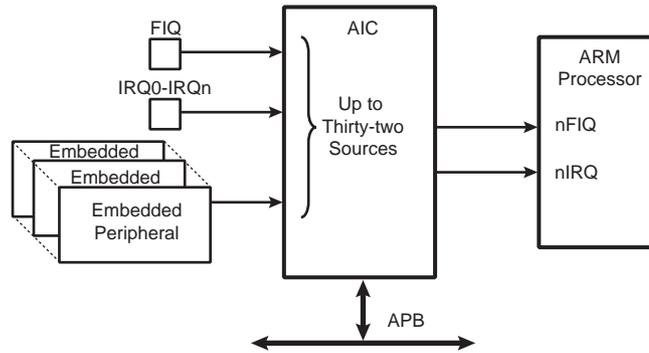 FIQ
AIC
ARM
Processor
IRQ0-IRQn
Up to
Thirty-two
Sources
nFIQ
nIRQ
Embedded
Embedded
Embedded
Peripheral
APB